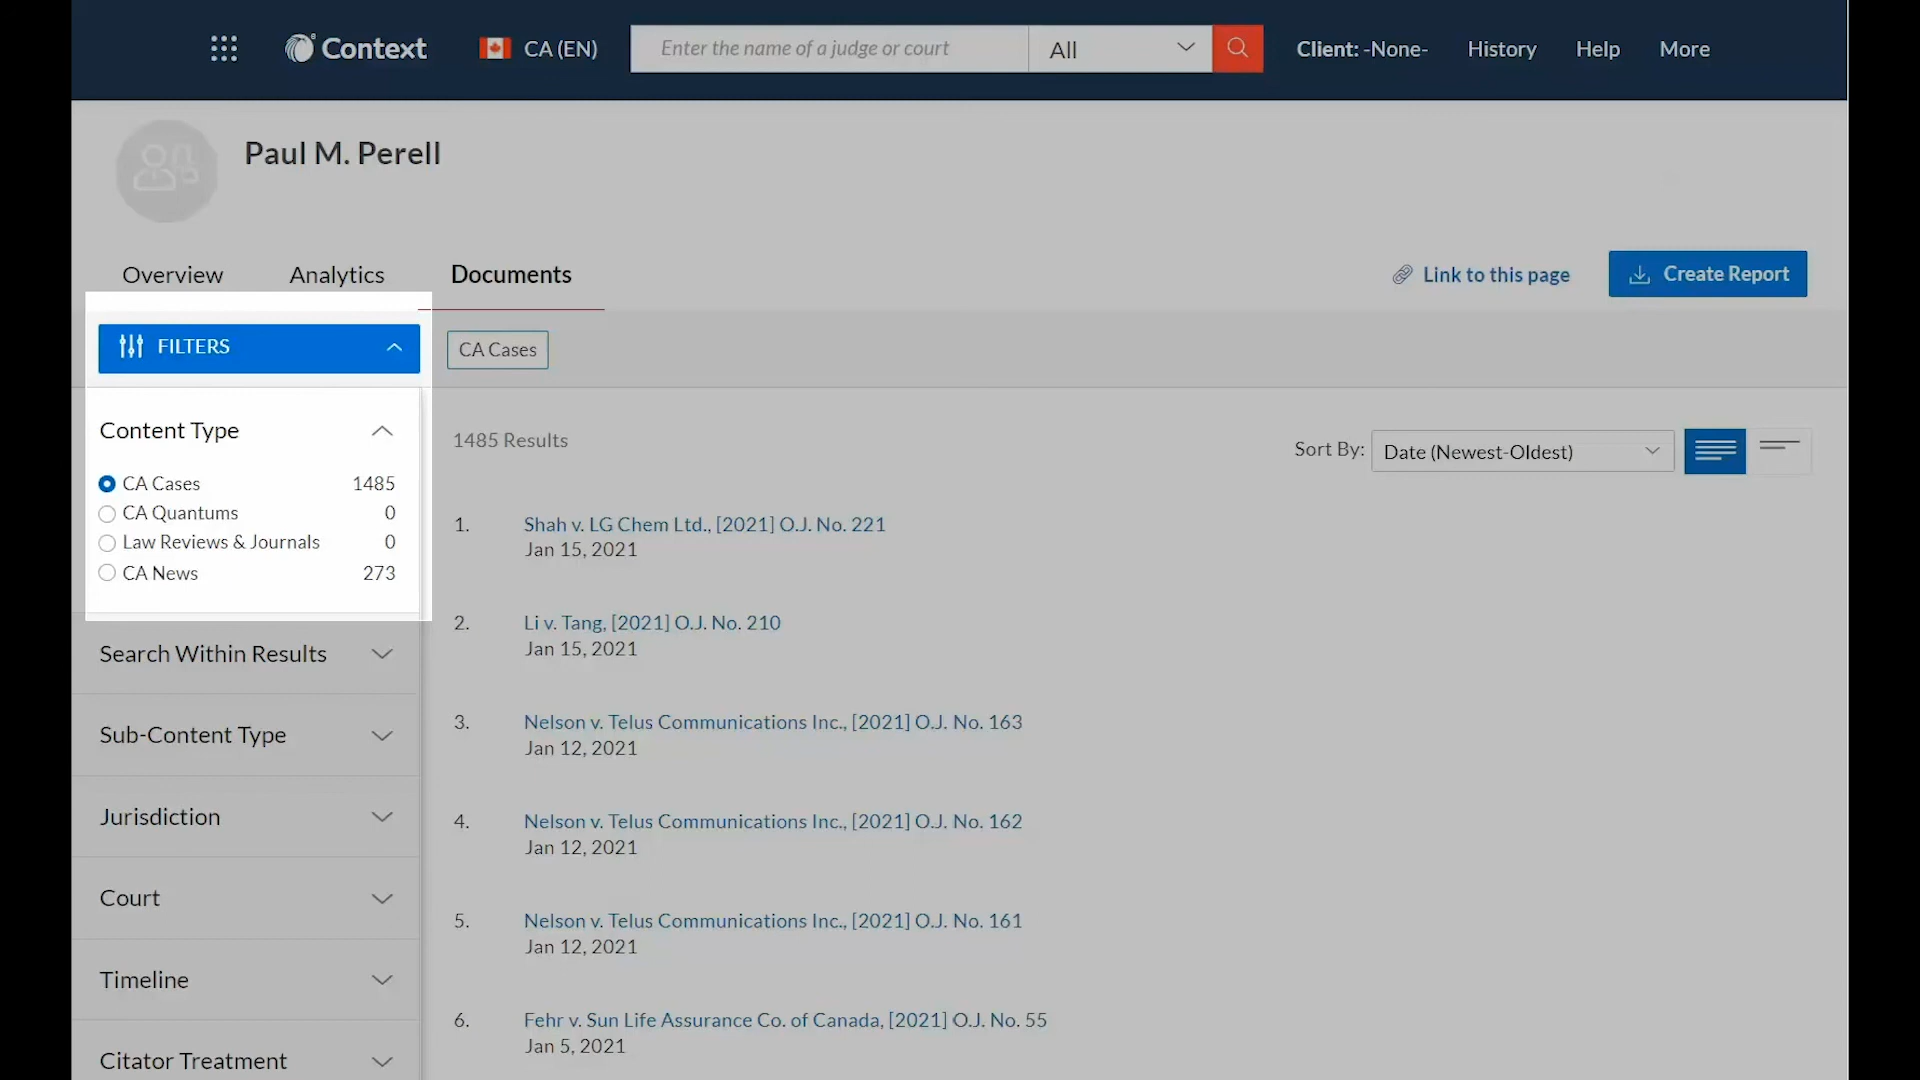 Context
CA (EN)
Enter the name of a judge or court
All
Client: -None-
History
Help
More
Paul M. Perell
Overview
Analytics
Documents
Link to this page
Create Report
FILTERS
CA Cases
Content Type
CA Cases 1485
CA Quantums 0
Law Reviews & Journals 0
CA News 273
Search Within Results
Sub-Content Type
Jurisdiction
Court
Timeline
Citator Treatment
1485 Results
Sort By: Date (Newest-Oldest)
1. Shah v. LG Chem Ltd., [2021] O.J. No. 221
Jan 15, 2021
2. Li v. Tang, [2021] O.J. No. 210
Jan 15, 2021
3. Nelson v. Telus Communications Inc., [2021] O.J. No. 163
Jan 12, 2021
4. Nelson v. Telus Communications Inc., [2021] O.J. No. 162
Jan 12, 2021
5. Nelson v. Telus Communications Inc., [2021] O.J. No. 161
Jan 12, 2021
6. Fehr v. Sun Life Assurance Co. of Canada, [2021] O.J. No. 55
Jan 5, 2021